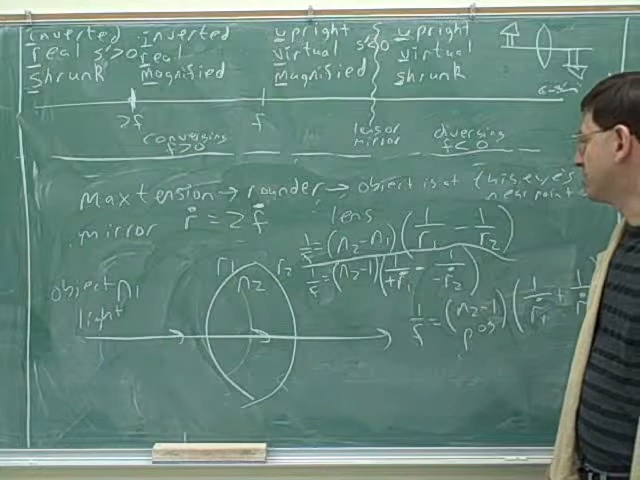 inverted inverted upright upright
real s'>0 real virtual s'<0 virtual
shrunk magnified magnified shrunk
2f f
converging f>0 lens or mirror diverging f<0
max tension → rounder → object is at (his eye's near point
mirror r = 2f lens
1/f = (n2-n1)(1/r1 - 1/r2)
1/f = (n2-1)(1/+r1 - 1/-r2)
object n1 r1 n2 r2
light
1/f = (n2-1)(1/r1 + 1/r
pos